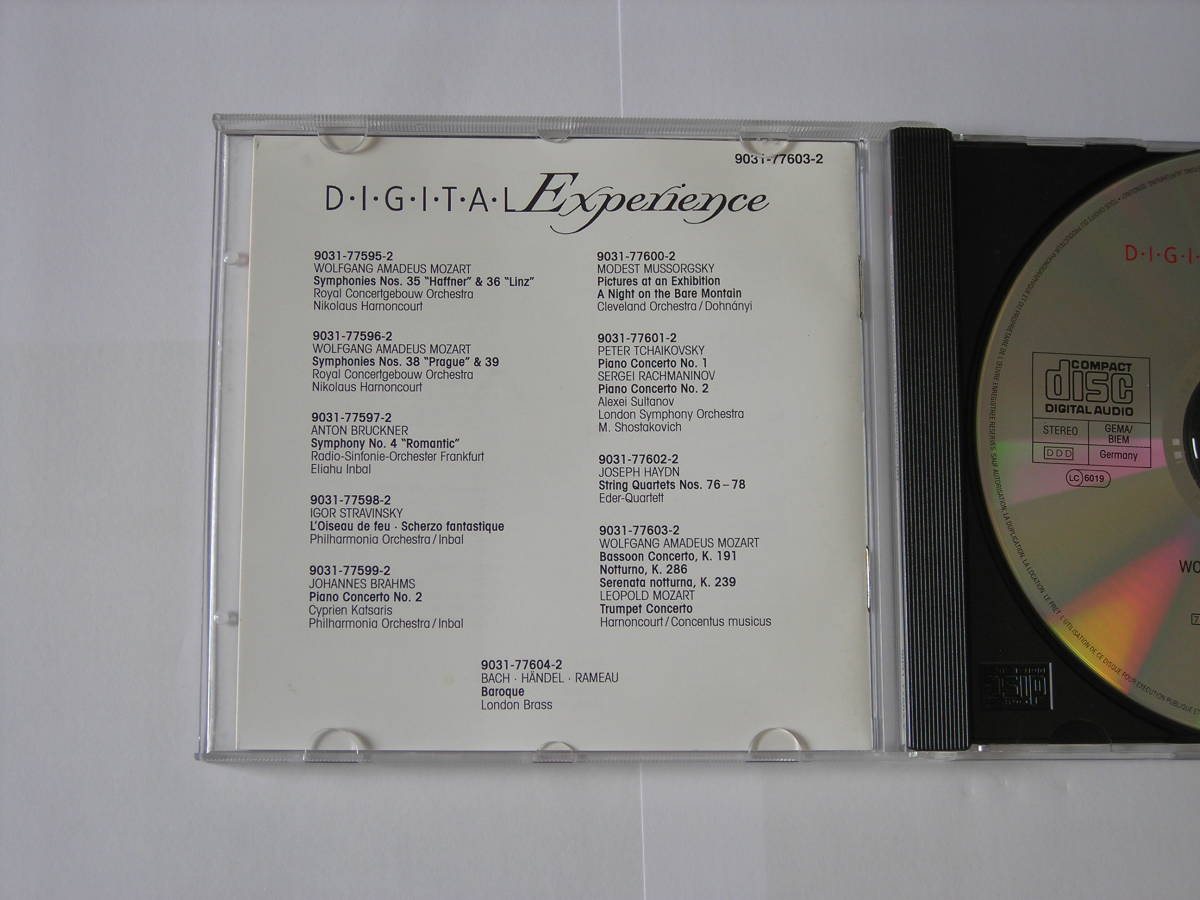 9031-77603-2
D·I·G·I·T·A·L Experience
9031-77595-2
WOLFGANG AMADEUS MOZART
Symphonies Nos. 35 "Haffner" & 36 "Linz"
Royal Concertgebouw Orchestra
Nikolaus Harnoncourt
9031-77596-2
WOLFGANG AMADEUS MOZART
Symphonies Nos. 38 "Prague" & 39
Royal Concertgebouw Orchestra
Nikolaus Harnoncourt
9031-77597-2
ANTON BRUCKNER
Symphony No. 4 "Romantic"
Radio-Sinfonie-Orchester Frankfurt
Eliahu Inbal
9031-77598-2
IGOR STRAVINSKY
L'Oiseau de feu · Scherzo fantastique
Philharmonia Orchestra/Inbal
9031-77599-2
JOHANNES BRAHMS
Piano Concerto No. 2
Cyprien Katsaris
Philharmonia Orchestra/Inbal
9031-77600-2
MODEST MUSSORGSKY
Pictures at an Exhibition
A Night on the Bare Montain
Cleveland Orchestra/Dohnányi
9031-77601-2
PETER TCHAIKOVSKY
Piano Concerto No. 1
SERGEI RACHMANINOV
Piano Concerto No. 2
Alexei Sultanov
London Symphony Orchestra
M. Shostakovich
9031-77602-2
JOSEPH HAYDN
String Quartets Nos. 76–78
Eder-Quartett
9031-77603-2
WOLFGANG AMADEUS MOZART
Bassoon Concerto, K. 191
Notturno, K. 286
Serenata notturna, K. 239
LEOPOLD MOZART
Trumpet Concerto
Harnoncourt/Concentus musicus
9031-77604-2
BACH · HÄNDEL · RAMEAU
Baroque
London Brass
D·I·G·I
COMPACT
disc
DIGITAL AUDIO
STEREO
GEMA/
BIEM
DDD
Germany
LC 6019
WO